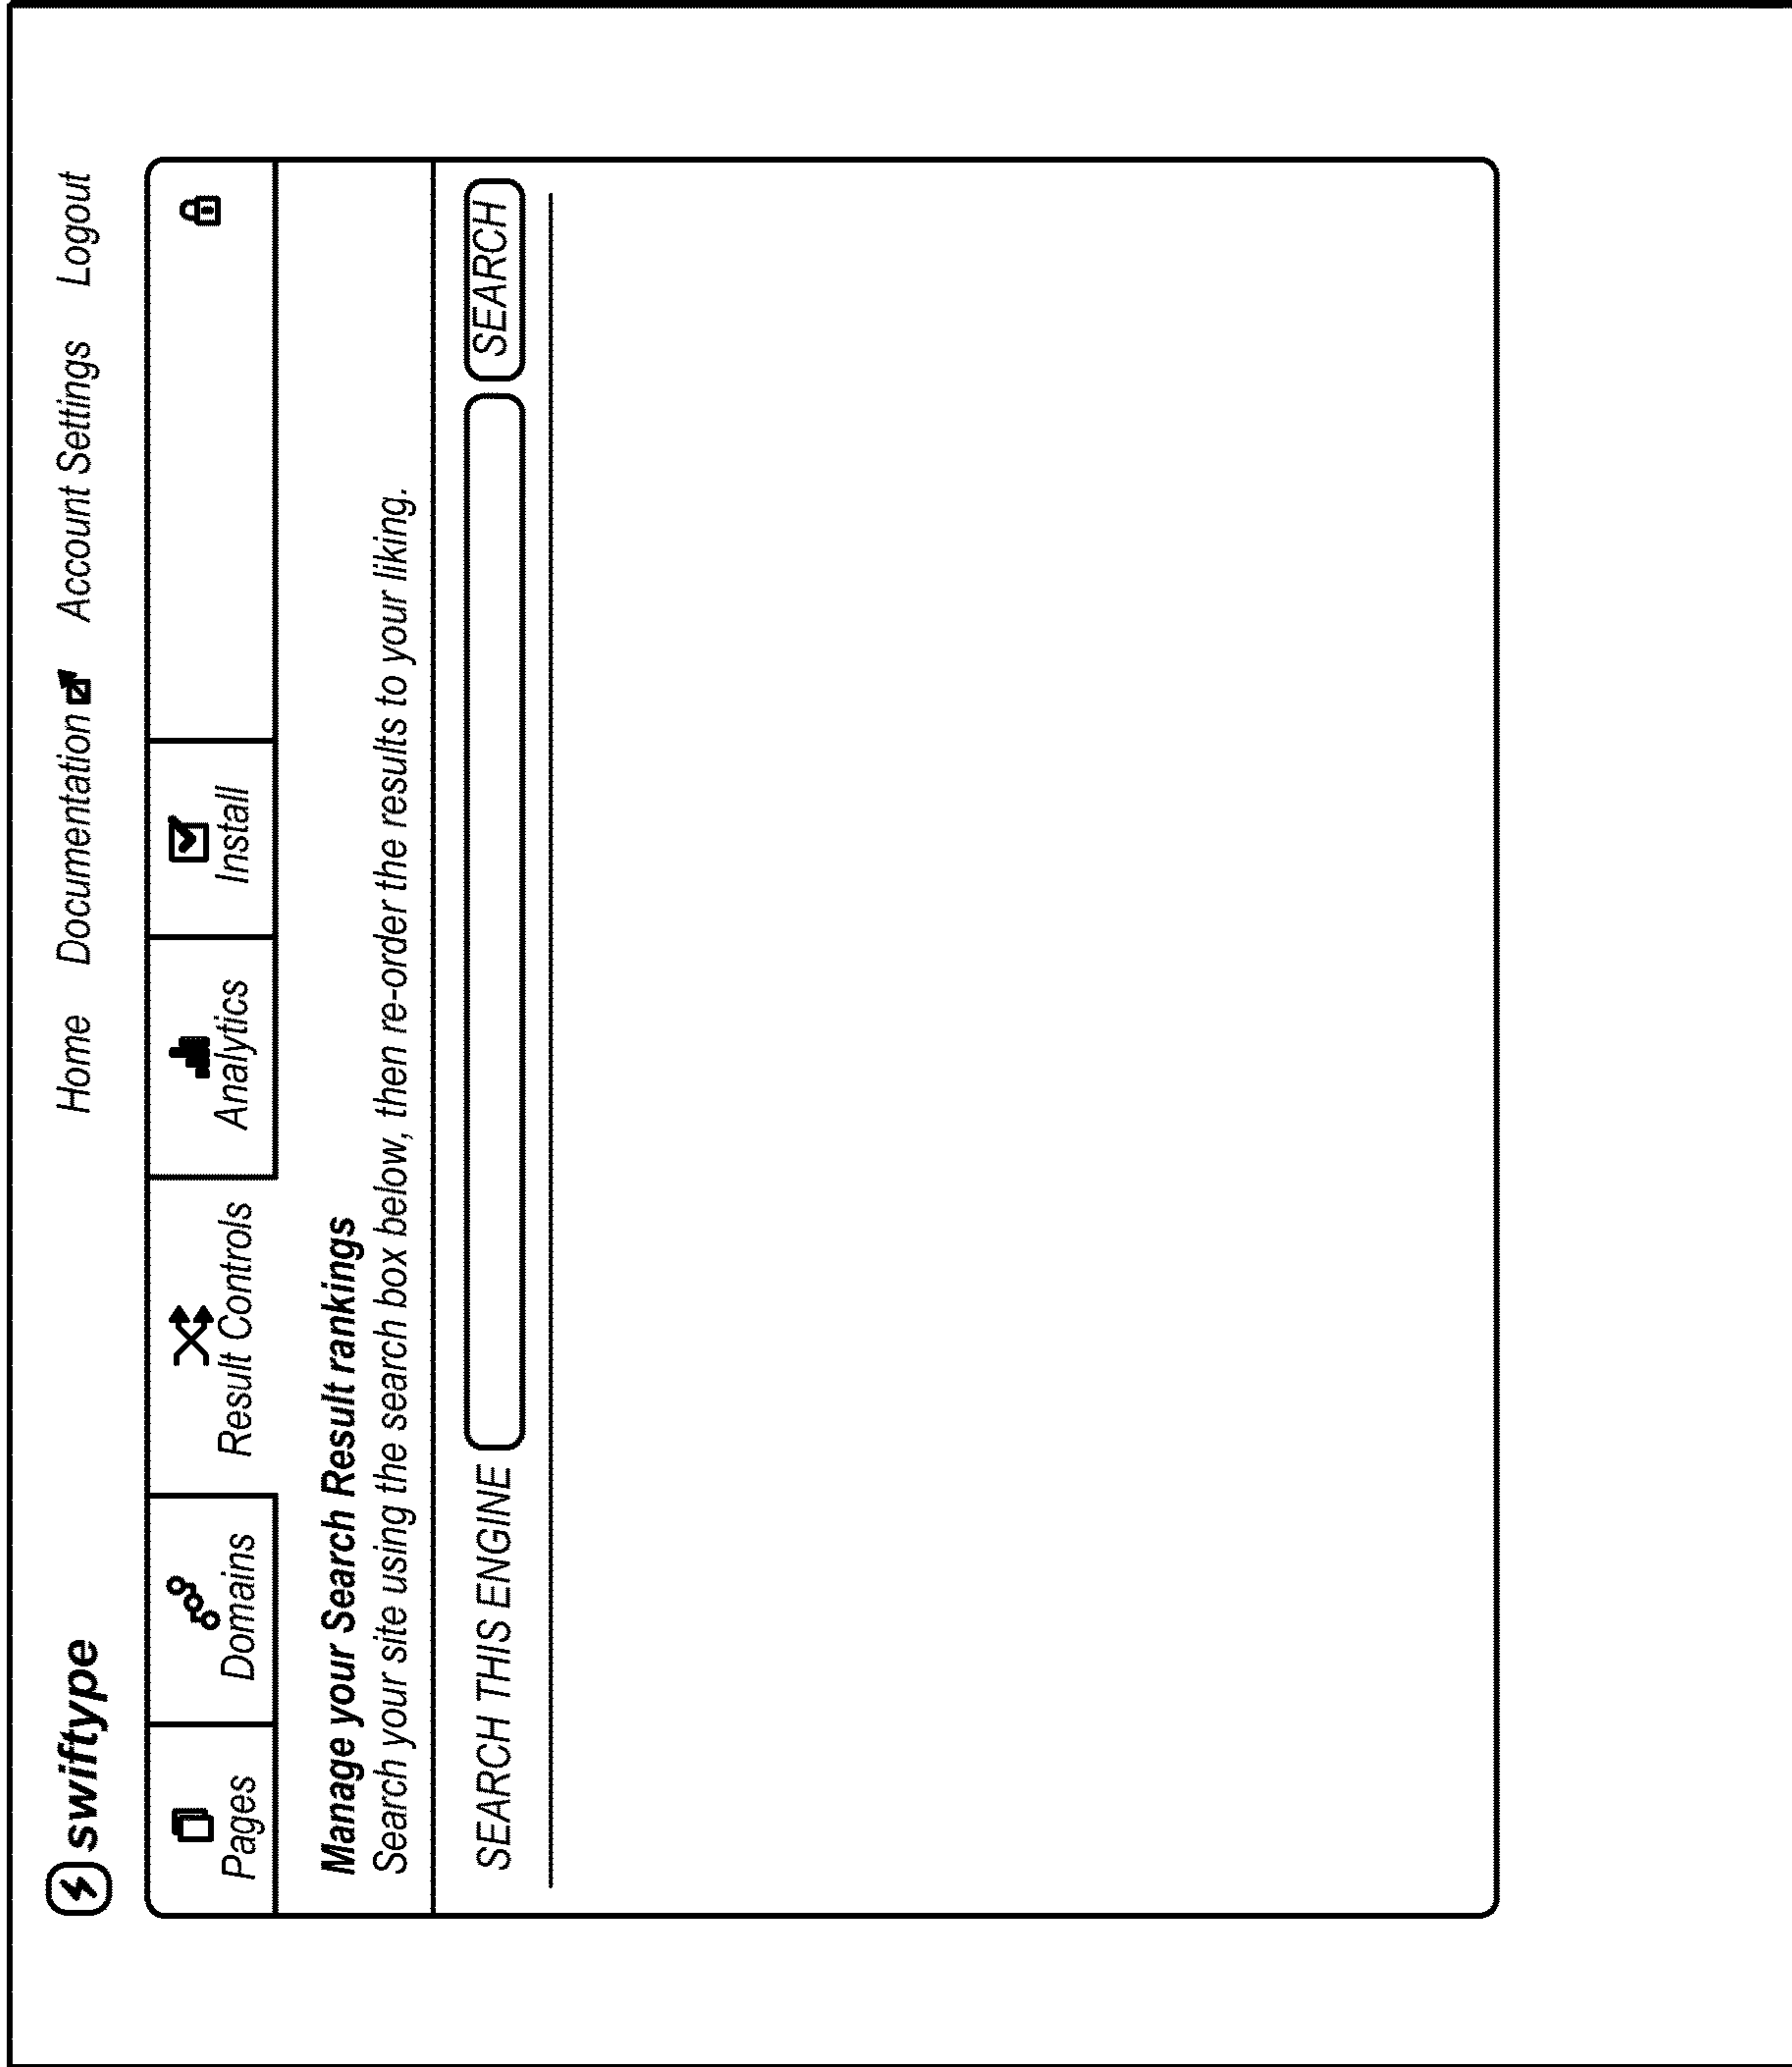 swiftype
Home Documentation Account Settings Logout
Pages Domains Result Controls Analytics Install
Manage your Search Result rankings
Search your site using the search box below, then re-order the results to your liking.
SEARCH THIS ENGINE SEARCH